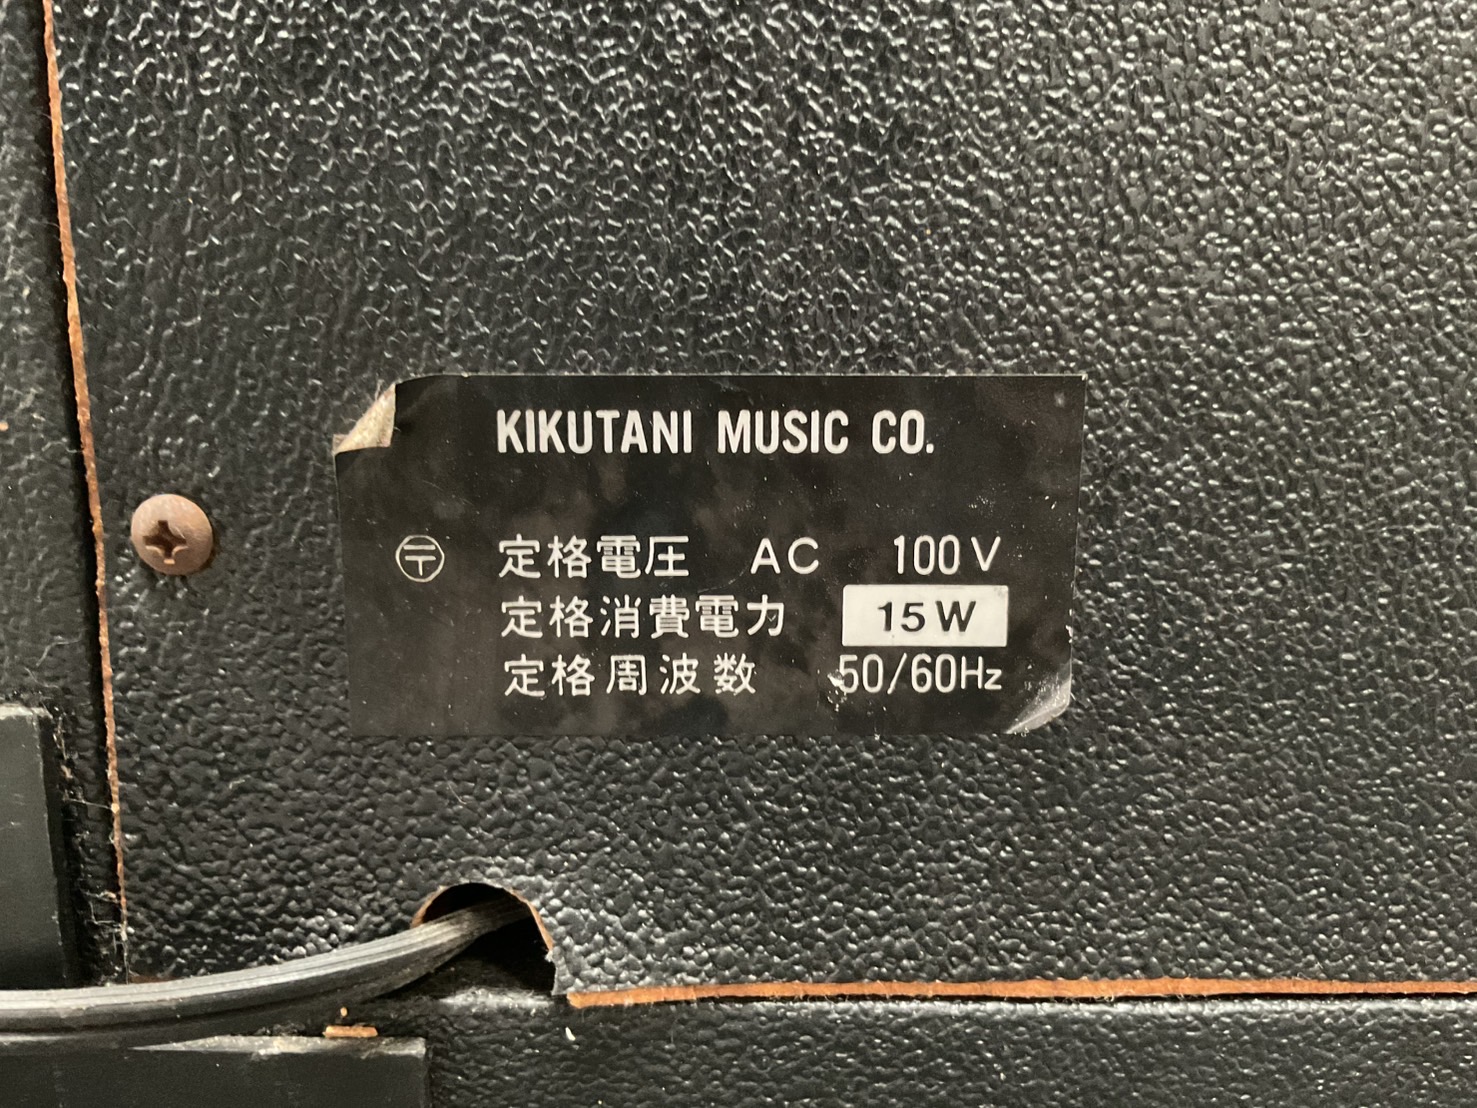 KIKUTANI MUSIC CO.
〶 定格電圧 AC 100V
定格消費電力 15W
定格周波数 50/60Hz